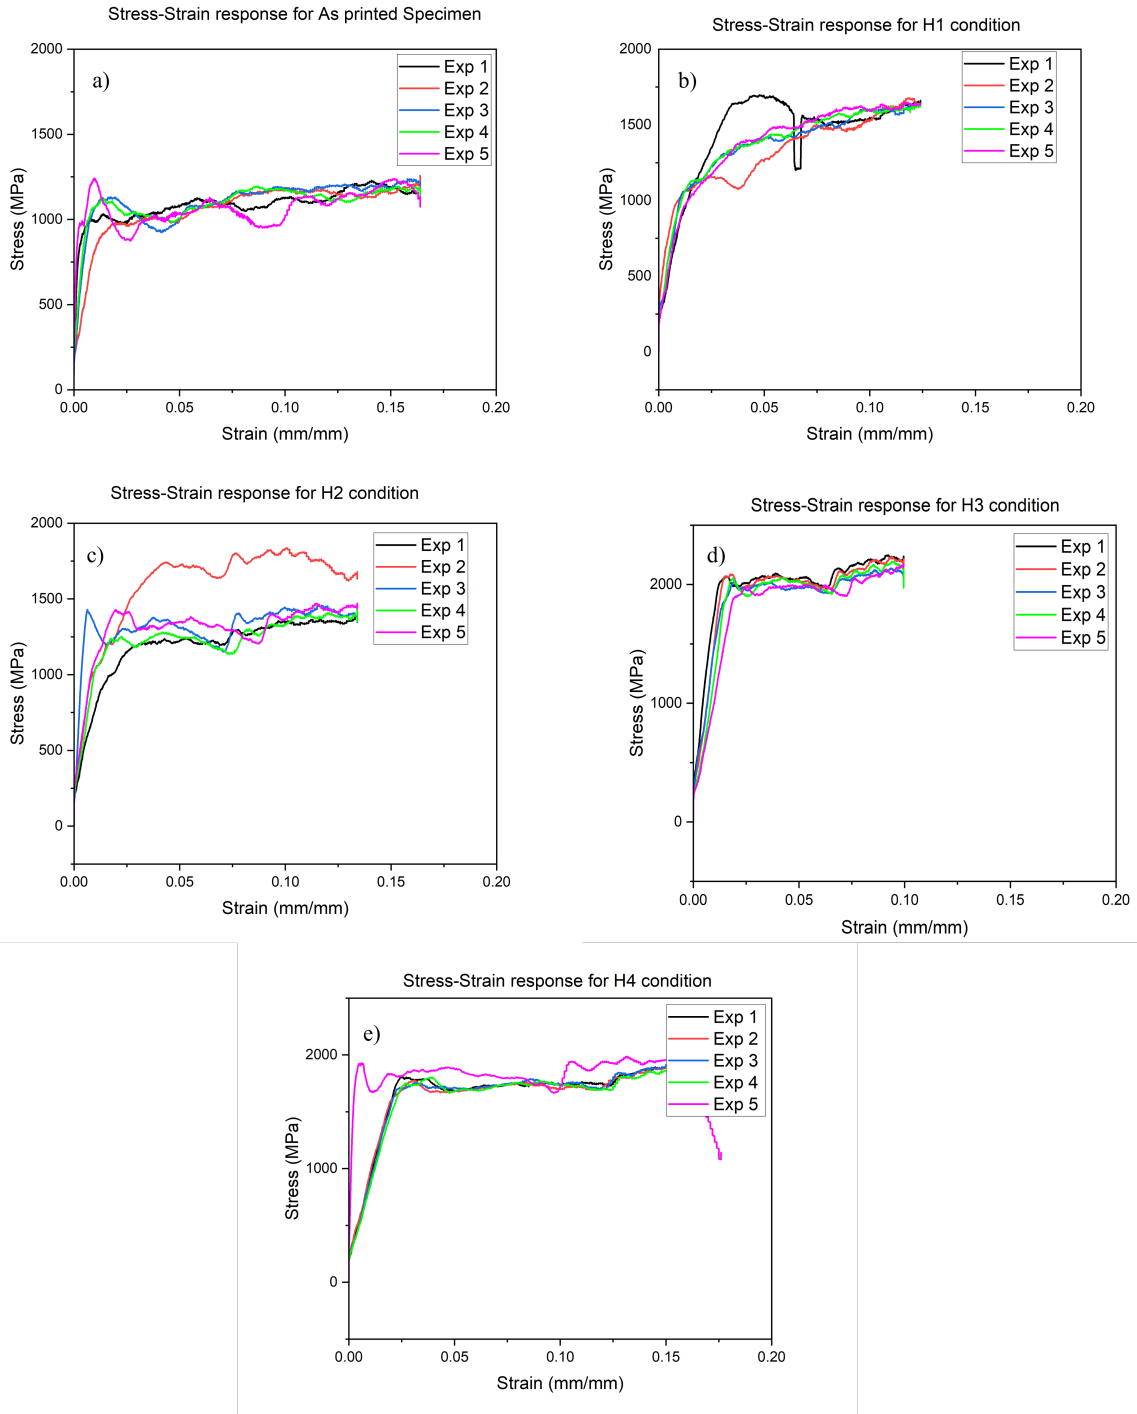 Stress-Strain response for As printed Specimen
a)
Exp 1
Exp 2
Exp 3
Exp 4
Exp 5
2000
1500
1000
500
0
0.00 0.05 0.10 0.15 0.20
Stress (MPa)
Strain (mm/mm)
Stress-Strain response for H1 condition
b)
Exp 1
Exp 2
Exp 3
Exp 4
Exp 5
2000
1500
1000
500
0
0.00 0.05 0.10 0.15 0.20
Stress (MPa)
Strain (mm/mm)
Stress-Strain response for H2 condition
c)
Exp 1
Exp 2
Exp 3
Exp 4
Exp 5
2000
1500
1000
500
0
0.00 0.05 0.10 0.15 0.20
Stress (MPa)
Strain (mm/mm)
Stress-Strain response for H3 condition
d)
Exp 1
Exp 2
Exp 3
Exp 4
Exp 5
2000
1000
0
0.00 0.05 0.10 0.15 0.20
Stress (MPa)
Strain (mm/mm)
Stress-Strain response for H4 condition
e)
Exp 1
Exp 2
Exp 3
Exp 4
Exp 5
2000
1000
0
0.00 0.05 0.10 0.15 0.20
Stress (MPa)
Strain (mm/mm)